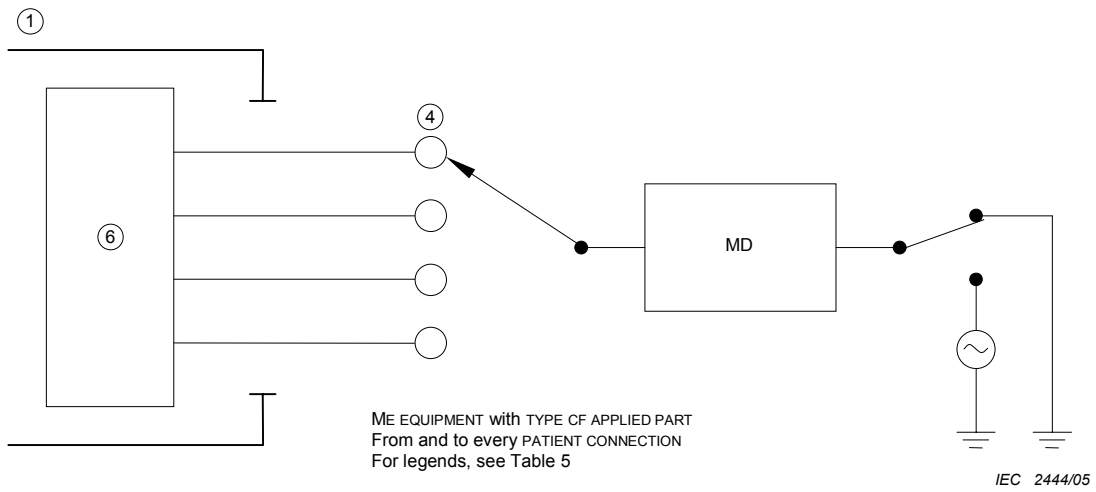 1
4
6
MD
ME EQUIPMENT with TYPE CF APPLIED PART
From and to every PATIENT CONNECTION
For legends, see Table 5
IEC 2444/05